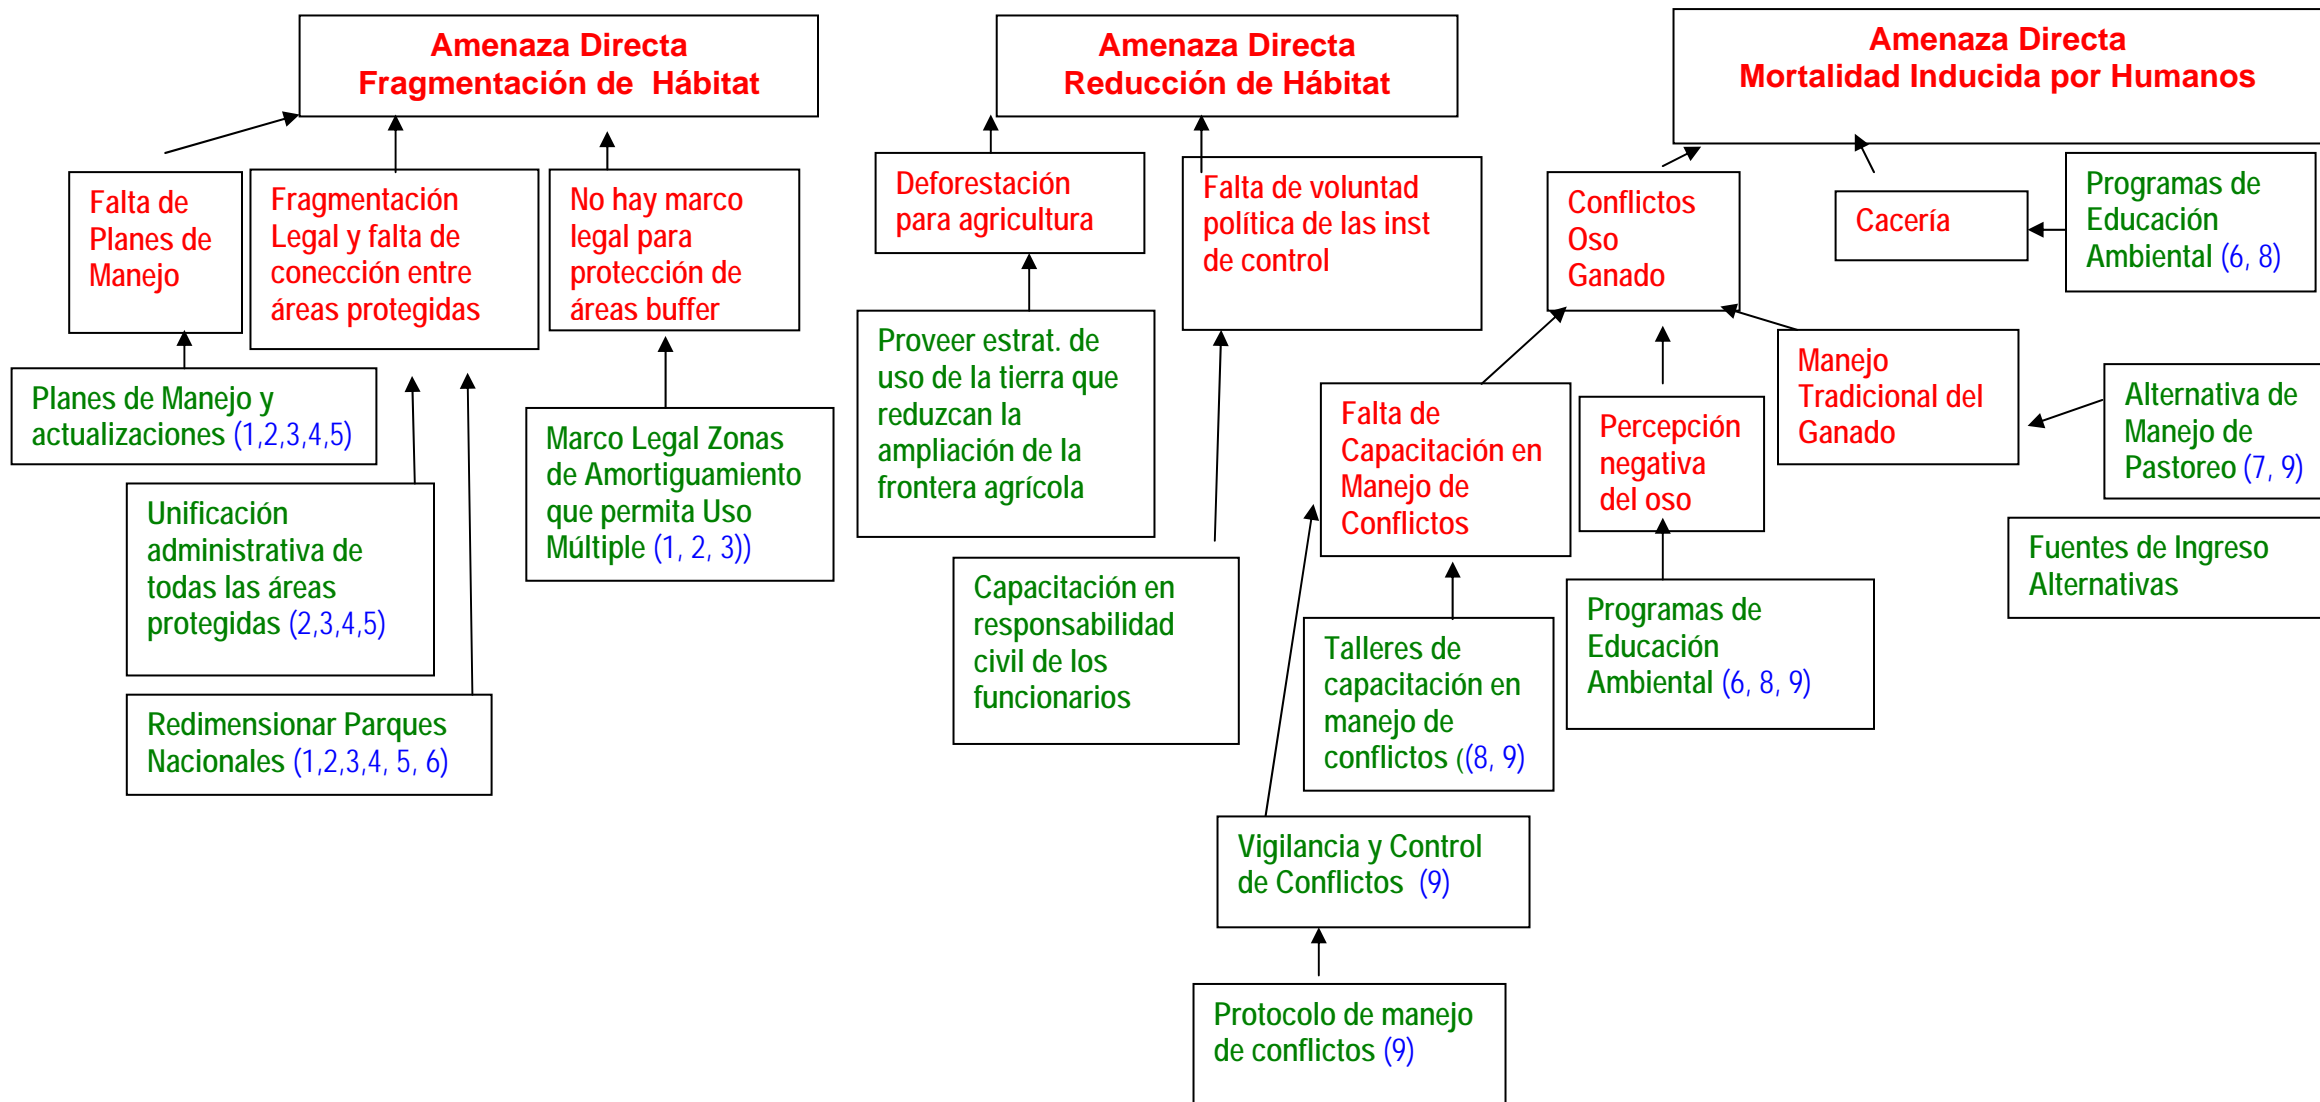 Amenaza Directa
Fragmentación de Hábitat
Amenaza Directa
Reducción de Hábitat
Amenaza Directa
Mortalidad Inducida por Humanos
Falta de
Planes de
Manejo
Fragmentación
Legal y falta de
conección entre
áreas protegidas
No hay marco
legal para
protección de
áreas buffer
Deforestación
para agricultura
Falta de voluntad
política de las inst
de control
Conflictos
Oso
Ganado
Cacería
Programas de
Educación
Ambiental (6, 8)
Planes de Manejo y
actualizaciones (1,2,3,4,5)
Unificación
administrativa de
todas las áreas
protegidas (2,3,4,5)
Redimensionar Parques
Nacionales (1,2,3,4, 5, 6)
Marco Legal Zonas
de Amortiguamiento
que permita Uso
Múltiple (1, 2, 3))
Proveer estrat. de
uso de la tierra que
reduzcan la
ampliación de la
frontera agrícola
Capacitación en
responsabilidad
civil de los
funcionarios
Falta de
Capacitación en
Manejo de
Conflictos
Percepción
negativa
del oso
Manejo
Tradicional del
Ganado
Alternativa de
Manejo de
Pastoreo (7, 9)
Fuentes de Ingreso
Alternativas
Talleres de
capacitación en
manejo de
conflictos ((8, 9)
Programas de
Educación
Ambiental (6, 8, 9)
Vigilancia y Control
de Conflictos (9)
Protocolo de manejo
de conflictos (9)